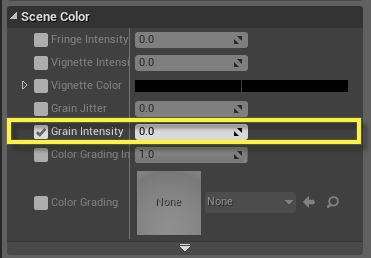 Scene Color
Fringe Intensity 0.0
Vignette Intensi 0.0
Vignette Color
Grain Jitter 0.0
Grain Intensity 0.0
Color Grading In 1.0
Color Grading None None